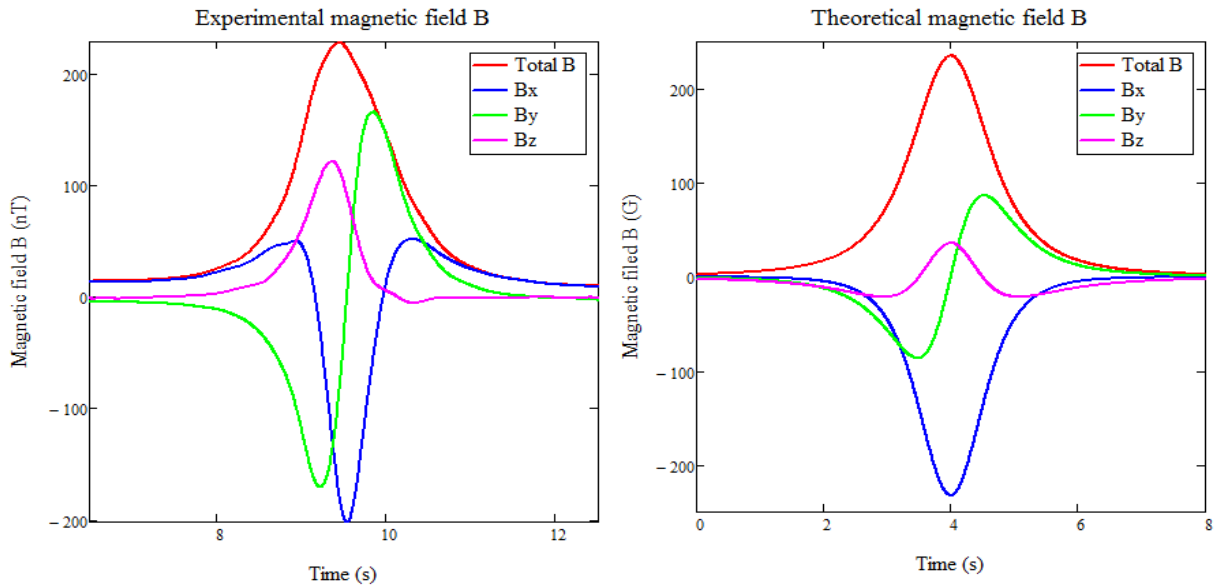 Experimental magnetic field B
Magnetic field B (nT)
200
100
0
− 100
− 200
Total B
Bx
By
Bz
8
10
12
Time (s)
Theoretical magnetic field B
Magnetic filed B (G)
200
100
0
− 100
− 200
Total B
Bx
By
Bz
0
2
4
6
8
Time (s)